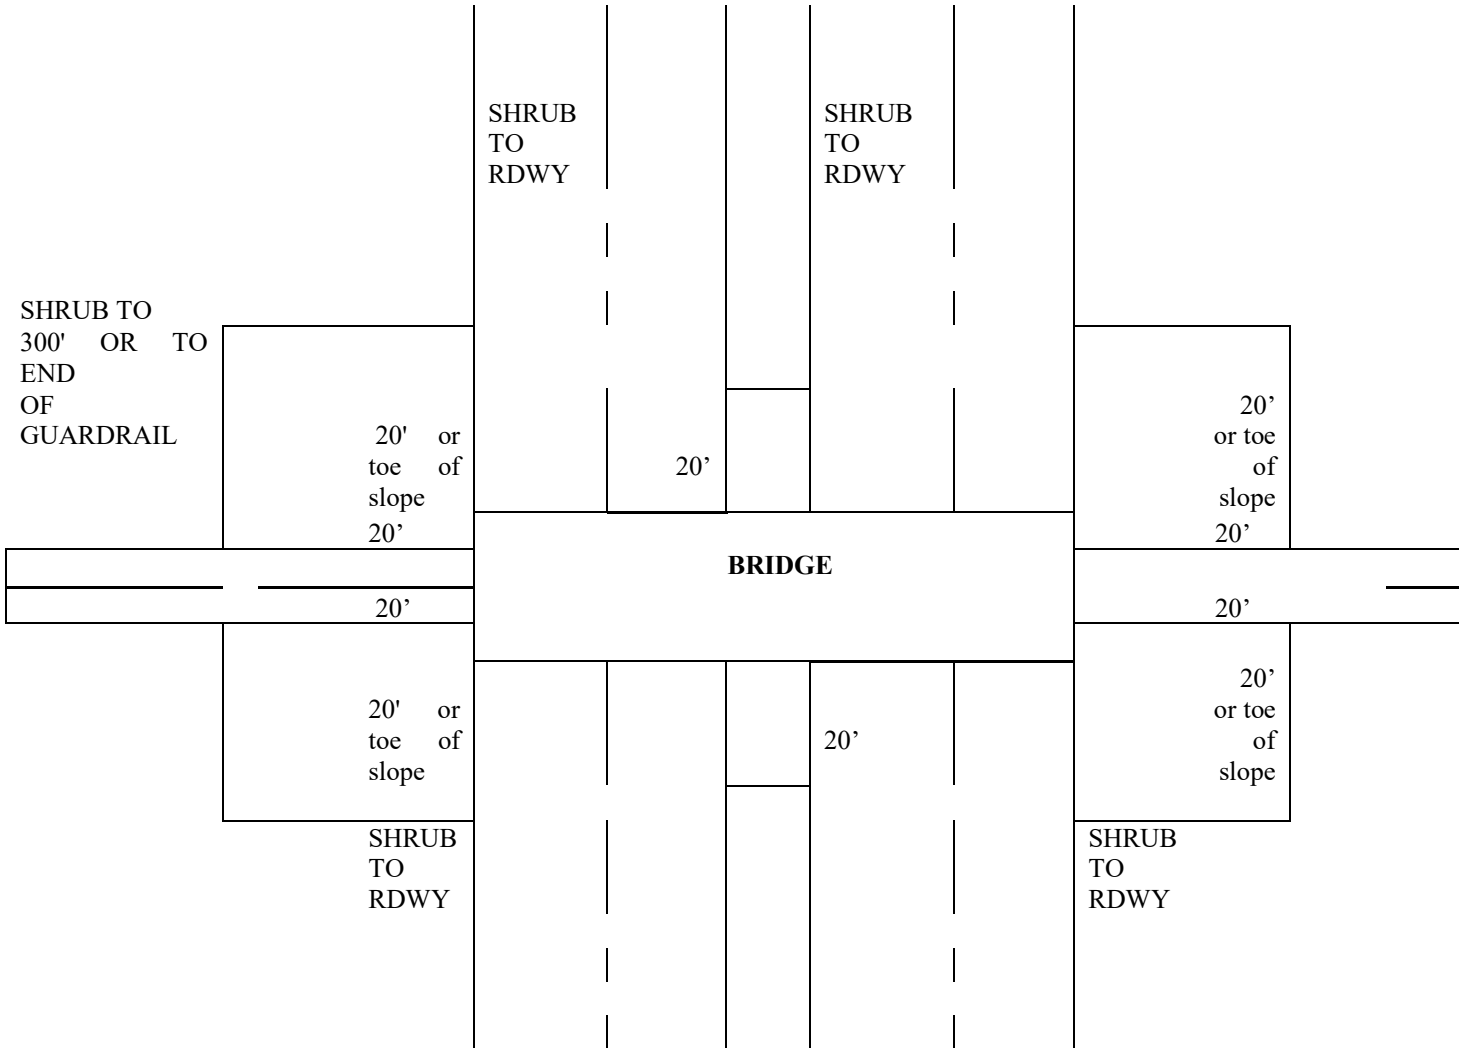 SHRUB
TO
RDWY
SHRUB
TO
RDWY
SHRUB TO
300' OR TO
END
OF
GUARDRAIL
20' or
toe of
slope
20’
20’
20’
or toe
of
slope
20’
BRIDGE
20’
20’
20' or
toe of
slope
20’
20’
or toe
of
slope
SHRUB
TO
RDWY
SHRUB
TO
RDWY